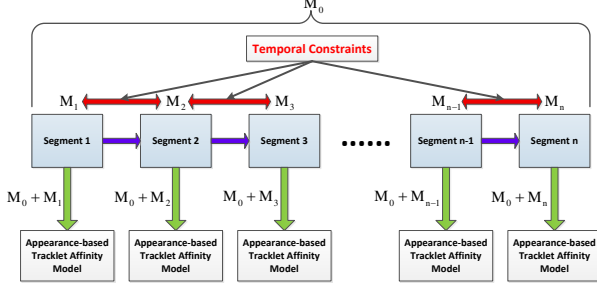 M0
Temporal Constraints
M1 M2 M3 Mn−1 Mn
Segment 1 Segment 2 Segment 3 ...... Segment n-1 Segment n
M0 + M1 M0 + M2 M0 + M3 M0 + Mn−1 M0 + Mn
Appearance-based Appearance-based Appearance-based Appearance-based Appearance-based
Tracklet Affinity Tracklet Affinity Tracklet Affinity Tracklet Affinity Tracklet Affinity
Model Model Model Model Model